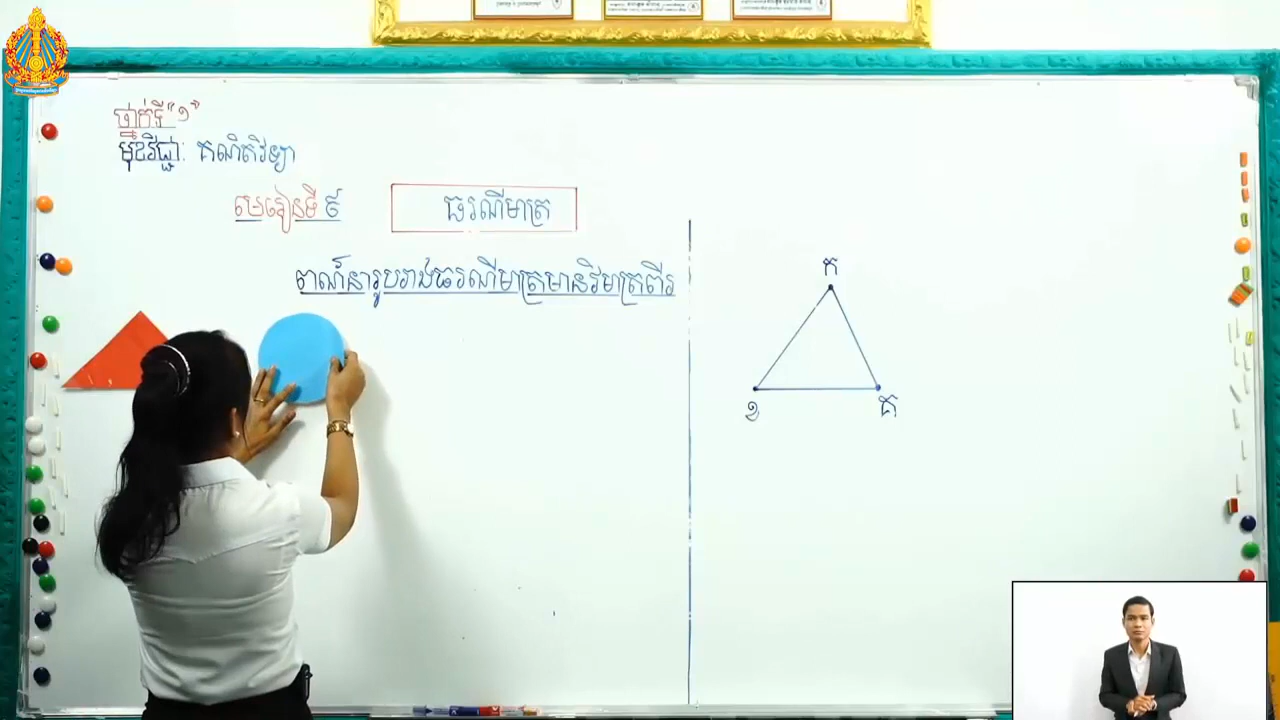 ថ្នាក់ទី "១"
មុខវិជ្ជា: គណិតវិទ្យា
មេរៀនទី ៩
ធរណីមាត្រ
ពណ៌នារូបរាងធរណីមាត្រមានវិមាត្រពីរ
ក
ខ
គ